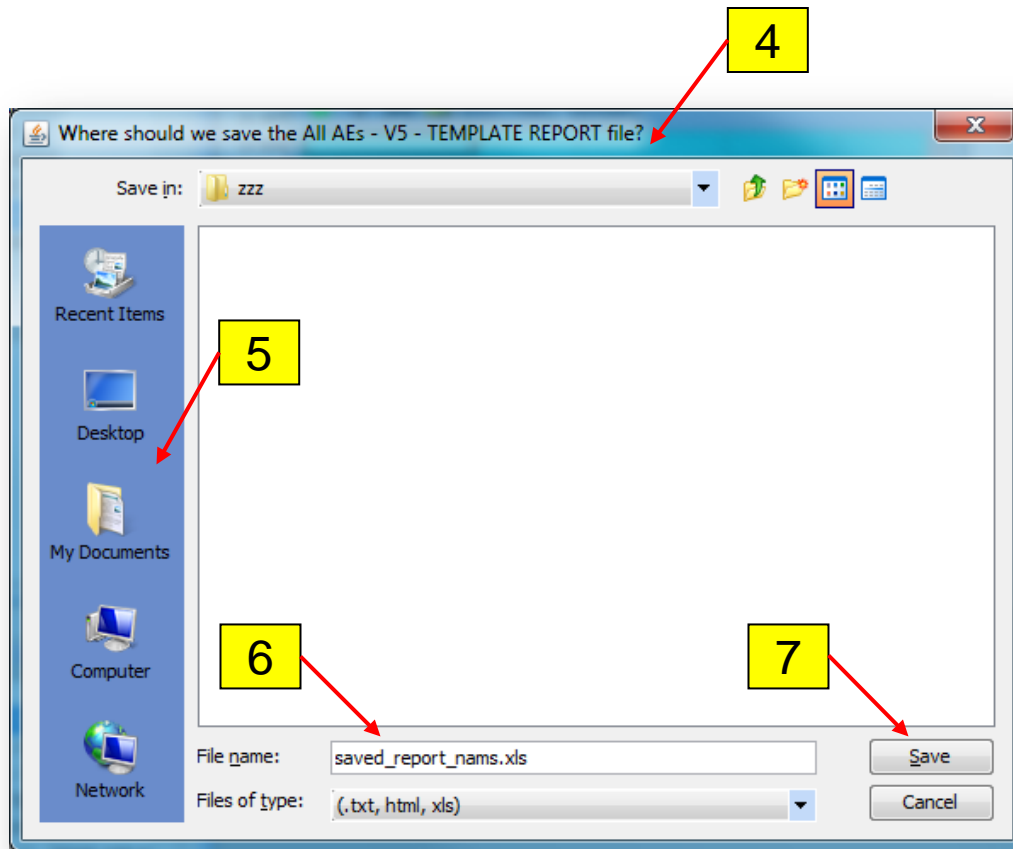 4
Where should we save the All AEs - V5 - TEMPLATE REPORT file?
x
Save in:
zzz
Recent Items
5
Desktop
My Documents
Computer
6
7
Network
File name:
saved_report_nams.xls
Save
Files of type:
(.txt, html, xls)
Cancel